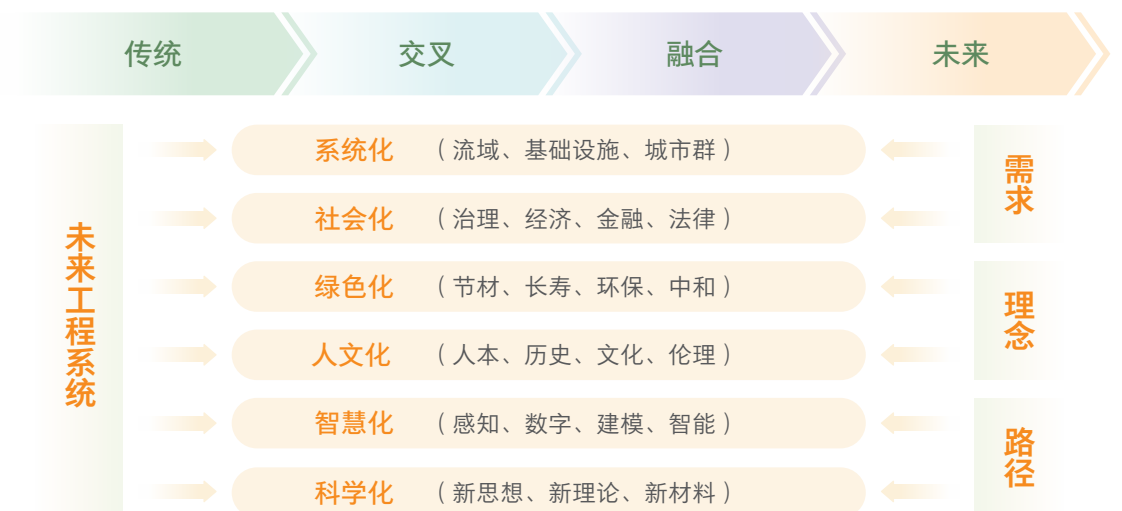 传统
交叉
融合
未来
未来工程系统
系统化 （流域、基础设施、城市群）
社会化 （治理、经济、金融、法律）
绿色化 （节材、长寿、环保、中和）
人文化 （人本、历史、文化、伦理）
智慧化 （感知、数字、建模、智能）
科学化 （新思想、新理论、新材料）
需求
理念
路径